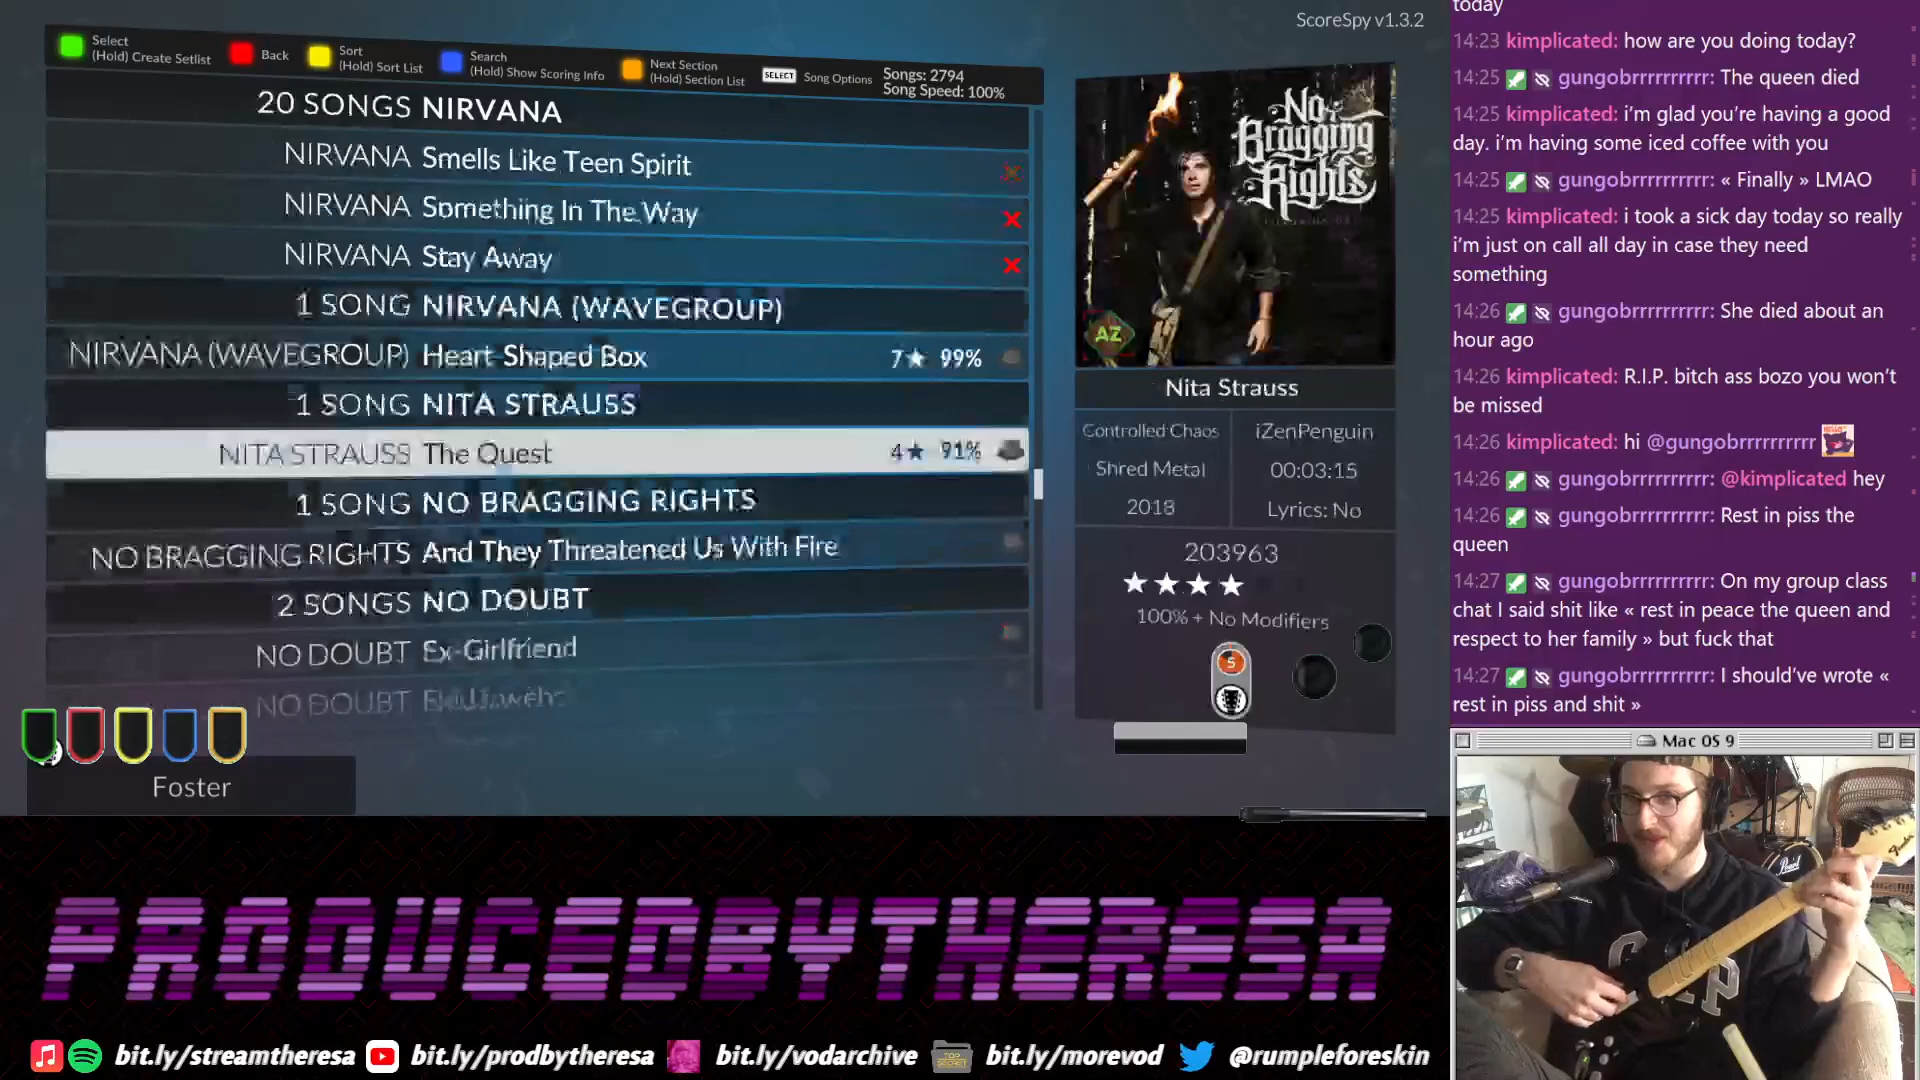 ScoreSpy v1.3.2
Select
(Hold) Create Setlist
Back
Sort
(Hold) Sort List
Search
(Hold) Show Scoring Info
Next Section
(Hold) Section List
SELECT Song Options
Songs: 2794
Song Speed: 100%
20 SONGS NIRVANA
NIRVANA Smells Like Teen Spirit
NIRVANA Something In The Way
NIRVANA Stay Away
1 SONG NIRVANA (WAVEGROUP)
NIRVANA (WAVEGROUP) Heart-Shaped Box 7★ 99%
1 SONG NITA STRAUSS
NITA STRAUSS The Quest 4★ 91%
1 SONG NO BRAGGING RIGHTS
NO BRAGGING RIGHTS And They Threatened Us With Fire
2 SONGS NO DOUBT
NO DOUBT Ex-Girlfriend
NO DOUBT
Foster
No
Bragging
Rights
AZ
Nita Strauss
Controlled Chaos
Shred Metal
2018
iZenPenguin
00:03:15
Lyrics: No
203963
★ ★ ★ ★
100% + No Modifiers
5
today
14:23 kimplicated: how are you doing today?
14:25 gungobrrrrrrrrrr: The queen died
14:25 kimplicated: i'm glad you're having a good
day. i'm having some iced coffee with you
14:25 gungobrrrrrrrrrr: « Finally » LMAO
14:25 kimplicated: i took a sick day today so really
i'm just on call all day in case they need
something
14:26 gungobrrrrrrrrrr: She died about an
hour ago
14:26 kimplicated: R.I.P. bitch ass bozo you won't
be missed
14:26 kimplicated: hi @gungobrrrrrrrrrr
14:26 gungobrrrrrrrrrr: @kimplicated hey
14:26 gungobrrrrrrrrrr: Rest in piss the
queen
14:27 gungobrrrrrrrrrr: On my group class
chat I said shit like « rest in peace the queen and
respect to her family » but fuck that
14:27 gungobrrrrrrrrrr: I should've wrote «
rest in piss and shit »
Mac OS 9
Pearl
Fender
PRODUCEDBYTHERESA
bit.ly/streamtheresa
bit.ly/prodbytheresa
bit.ly/vodarchive
TOP SECRET
bit.ly/morevod
@rumpleforeskin